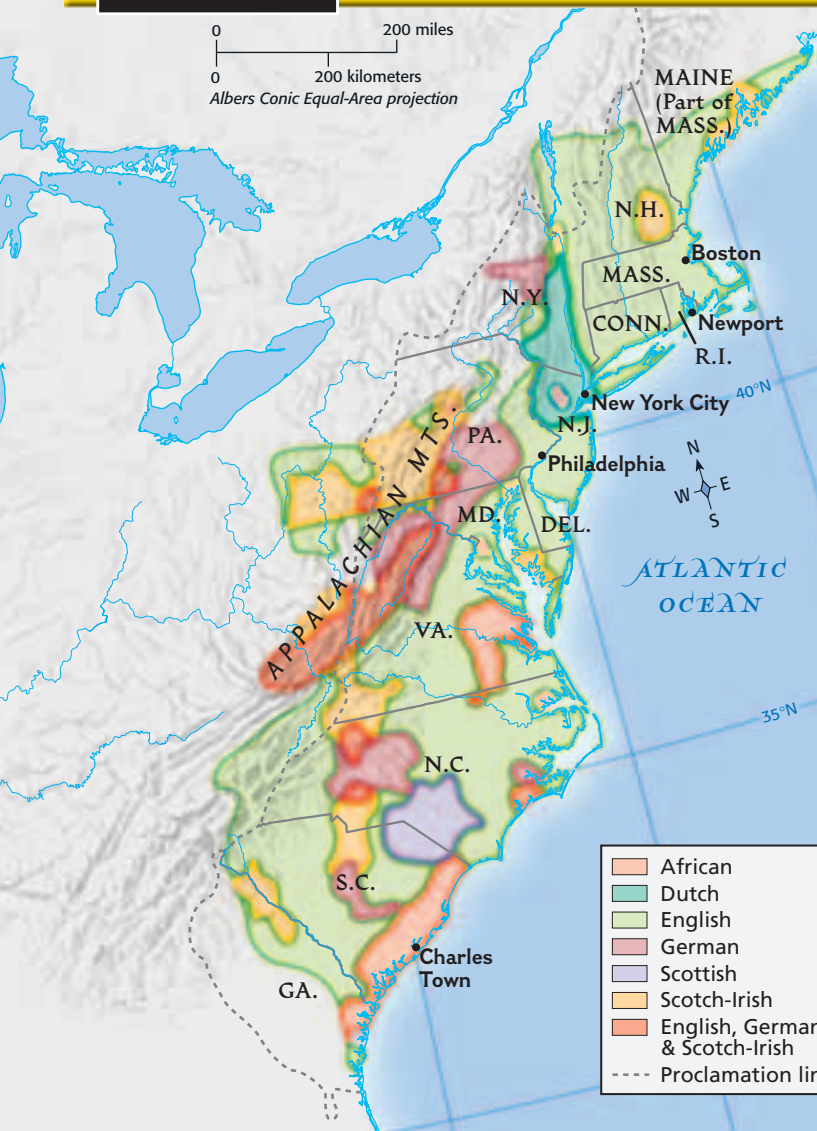 0 200 miles
0 200 kilometers
Albers Conic Equal-Area projection
MAINE
(Part of
MASS.)
N.H.
Boston
MASS.
N.Y.
CONN.
Newport
R.I.
40°N
New York City
N.J.
PA.
Philadelphia
APPALACHIAN MTS.
N
W E
S
MD.
DEL.
ATLANTIC
OCEAN
VA.
35°N
N.C.
S.C.
Charles
Town
GA.
African
Dutch
English
German
Scottish
Scotch-Irish
English, German
& Scotch-Irish
Proclamation